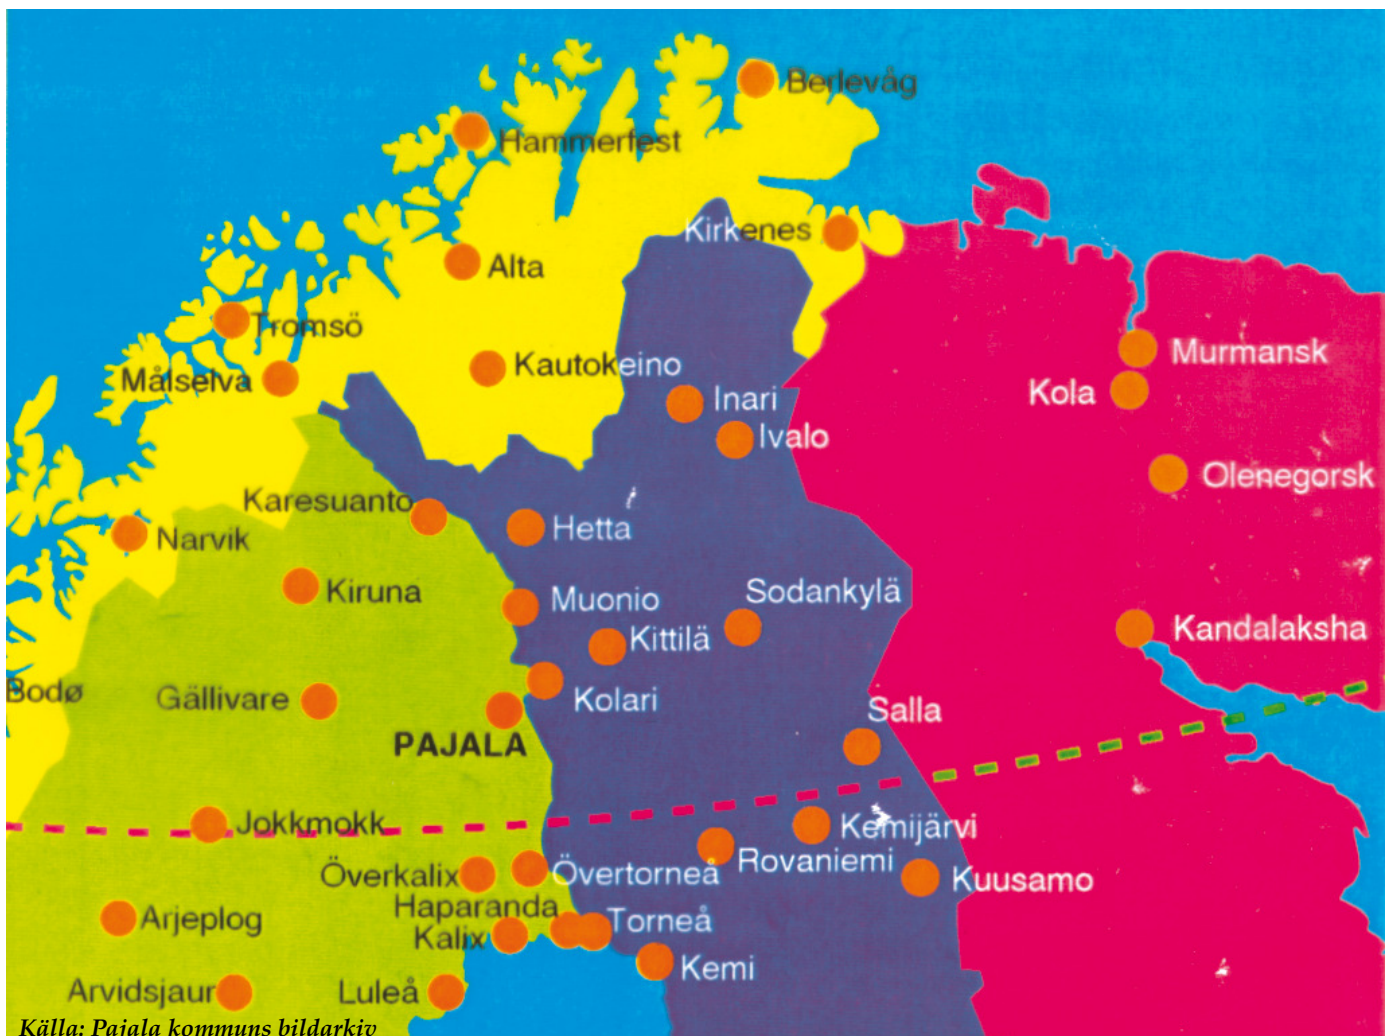 Berlevåg
Hammerfest
Kirkenes
Alta
Tromsö
Murmansk
Kautokeino
Målselva
Kola
Inari
Ivalo
Olenegorsk
Karesuanto
Hetta
Narvik
Kiruna
Muonio
Sodankylä
Kittilä
Kandalaksha
Bodø
Gällivare
Kolari
Salla
PAJALA
Jokkmokk
Kemijärvi
Rovaniemi
Överkalix
Övertorneå
Kuusamo
Haparanda
Arjeplog
Torneå
Kalix
Kemi
Arvidsjaur
Luleå
Källa: Pajala kommuns bildarkiv